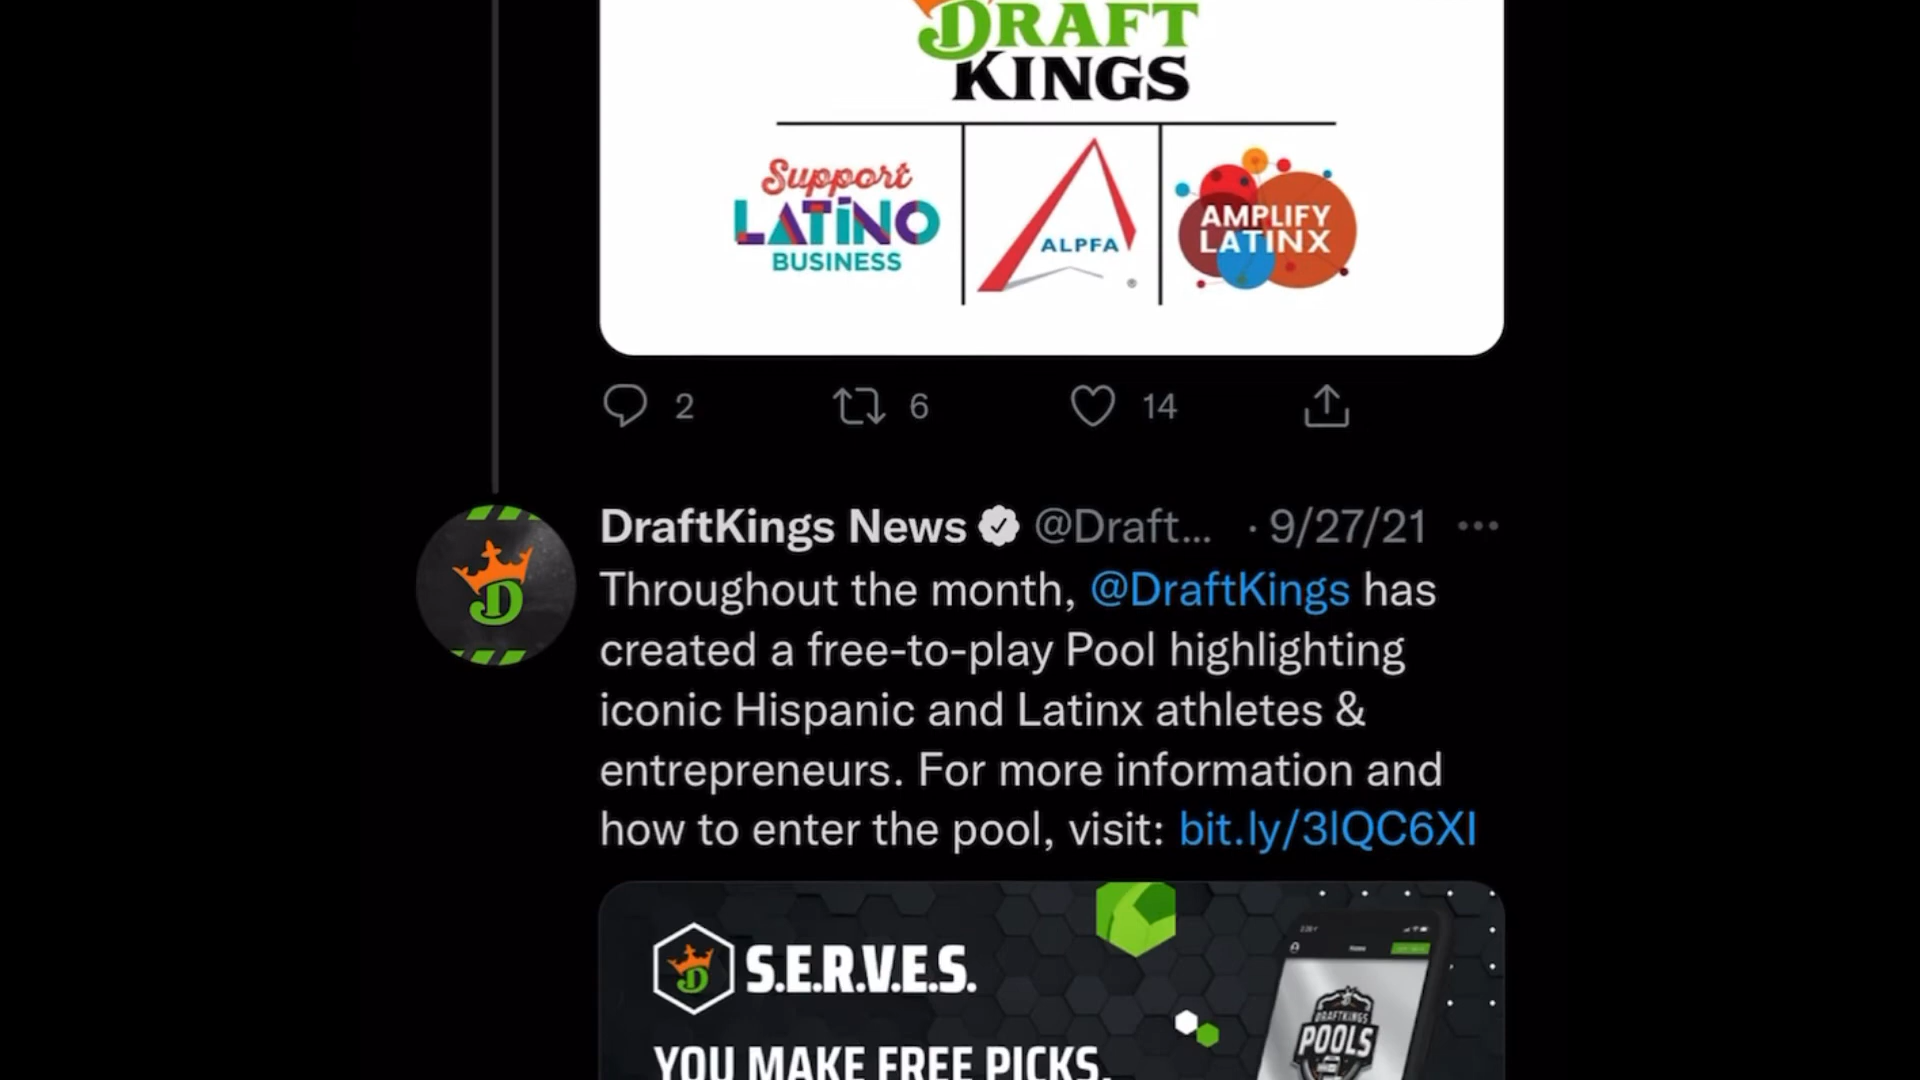 DRAFT
KINGS
Support
LATINO
BUSINESS
ALPFA
®
AMPLIFY
LATINX
2
6
14
DraftKings News @Draft... · 9/27/21
Throughout the month, @DraftKings has
created a free-to-play Pool highlighting
iconic Hispanic and Latinx athletes &
entrepreneurs. For more information and
how to enter the pool, visit: bit.ly/3lQC6XI
D
S.E.R.V.E.S.
YOU MAKE FREE PICKS.
DRAFTKINGS
POOLS